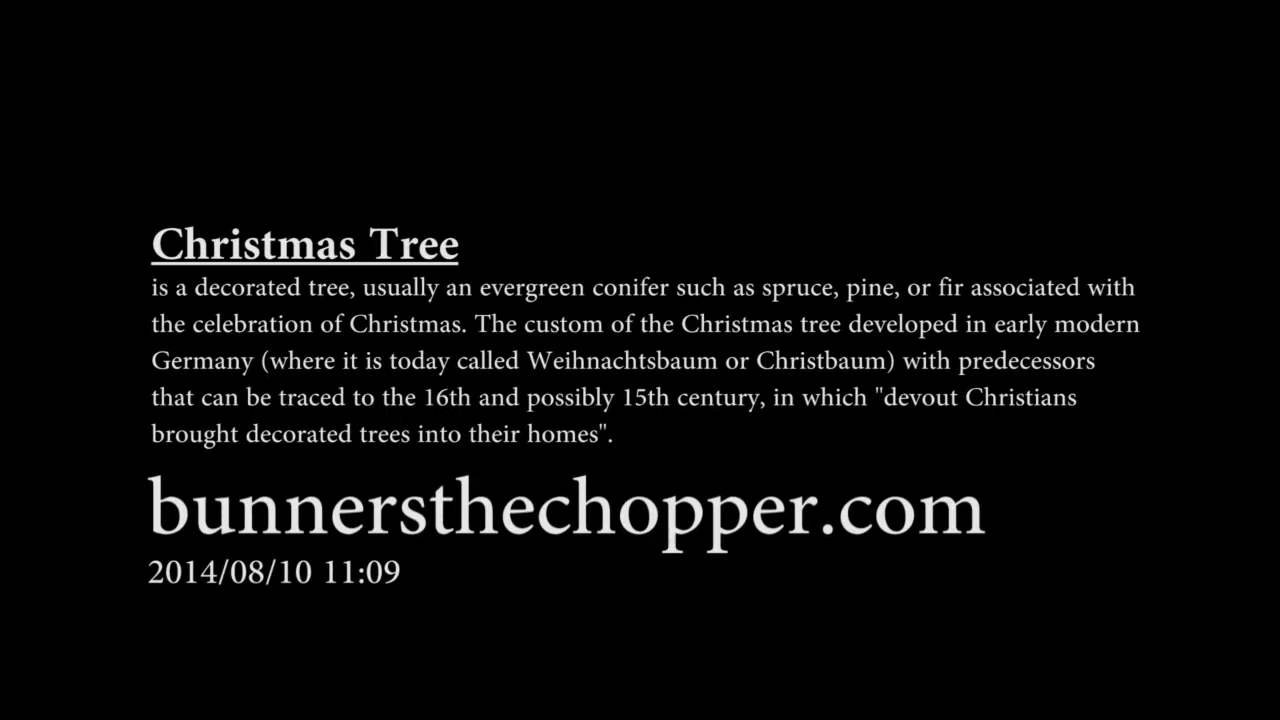 Christmas Tree
is a decorated tree, usually an evergreen conifer such as spruce, pine, or fir associated with
the celebration of Christmas. The custom of the Christmas tree developed in early modern
Germany (where it is today called Weihnachtsbaum or Christbaum) with predecessors
that can be traced to the 16th and possibly 15th century, in which "devout Christians
brought decorated trees into their homes".
bunnersthechopper.com
2014/08/10 11:09